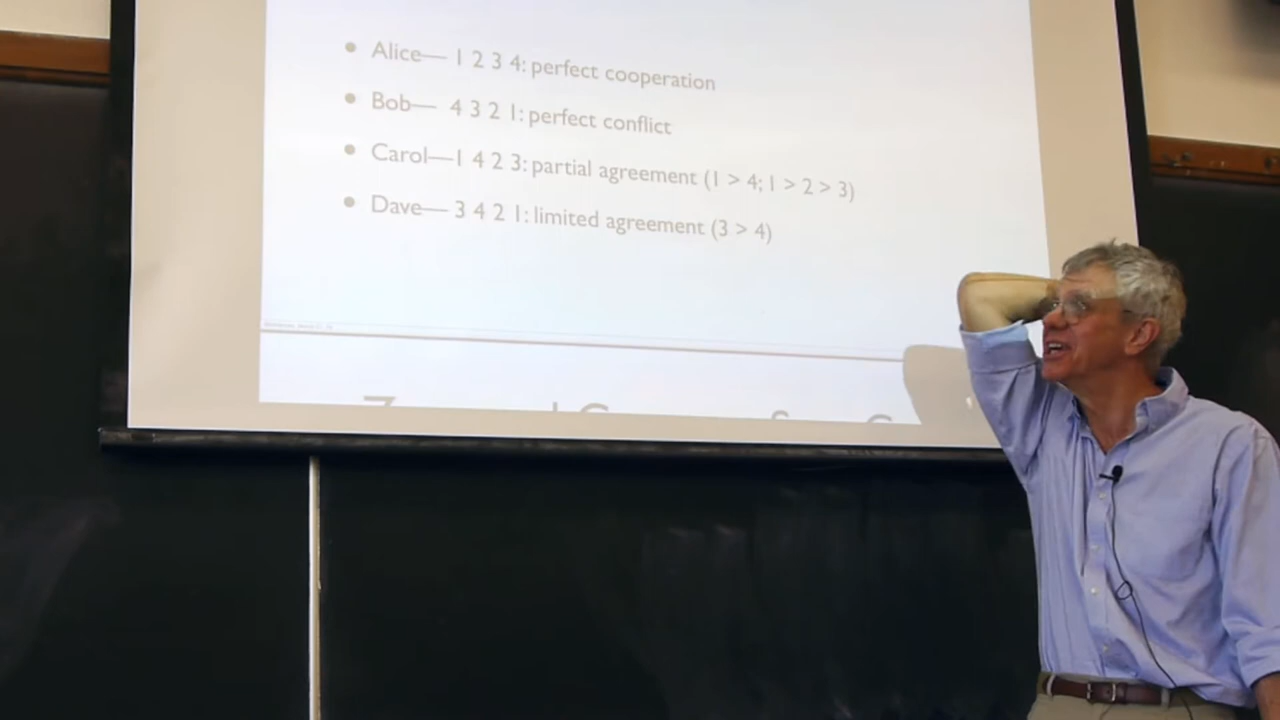 • Alice— 1 2 3 4: perfect cooperation
• Bob— 4 3 2 1: perfect conflict
• Carol—1 4 2 3: partial agreement (1 > 4; 1 > 2 > 3)
• Dave— 3 4 2 1: limited agreement (3 > 4)